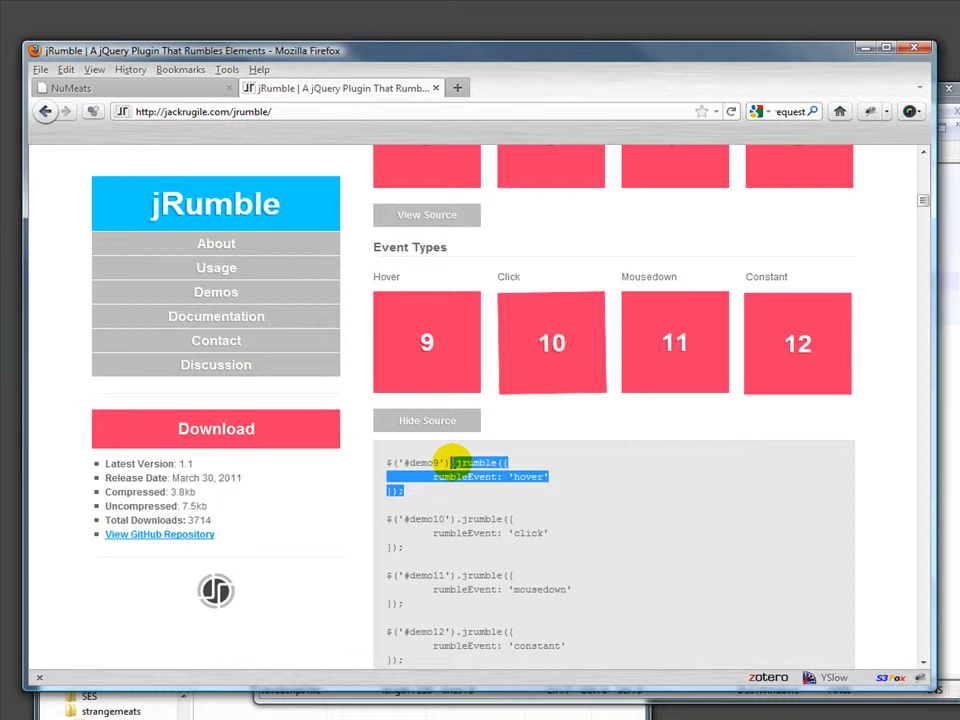 jRumble | A jQuery Plugin That Rumbles Elements - Mozilla Firefox
File Edit View History Bookmarks Tools Help
NuMeats
jRumble | A jQuery Plugin That Rumb...
http://jackrugile.com/jrumble/
request
jRumble
About
Usage
Demos
Documentation
Contact
Discussion
Download
Latest Version: 1.1
Release Date: March 30, 2011
Compressed: 3.8kb
Uncompressed: 7.5kb
Total Downloads: 3714
View GitHub Repository
View Source
Event Types
Hover Click Mousedown Constant
9 10 11 12
Hide Source
$('#demo9').jrumble({
rumbleEvent: 'hover'
});
$('#demo10').jrumble({
rumbleEvent: 'click'
});
$('#demo11').jrumble({
rumbleEvent: 'mousedown'
});
$('#demo12').jrumble({
rumbleEvent: 'constant'
});
zotero YSlow S3Fox
SES
strangemeats